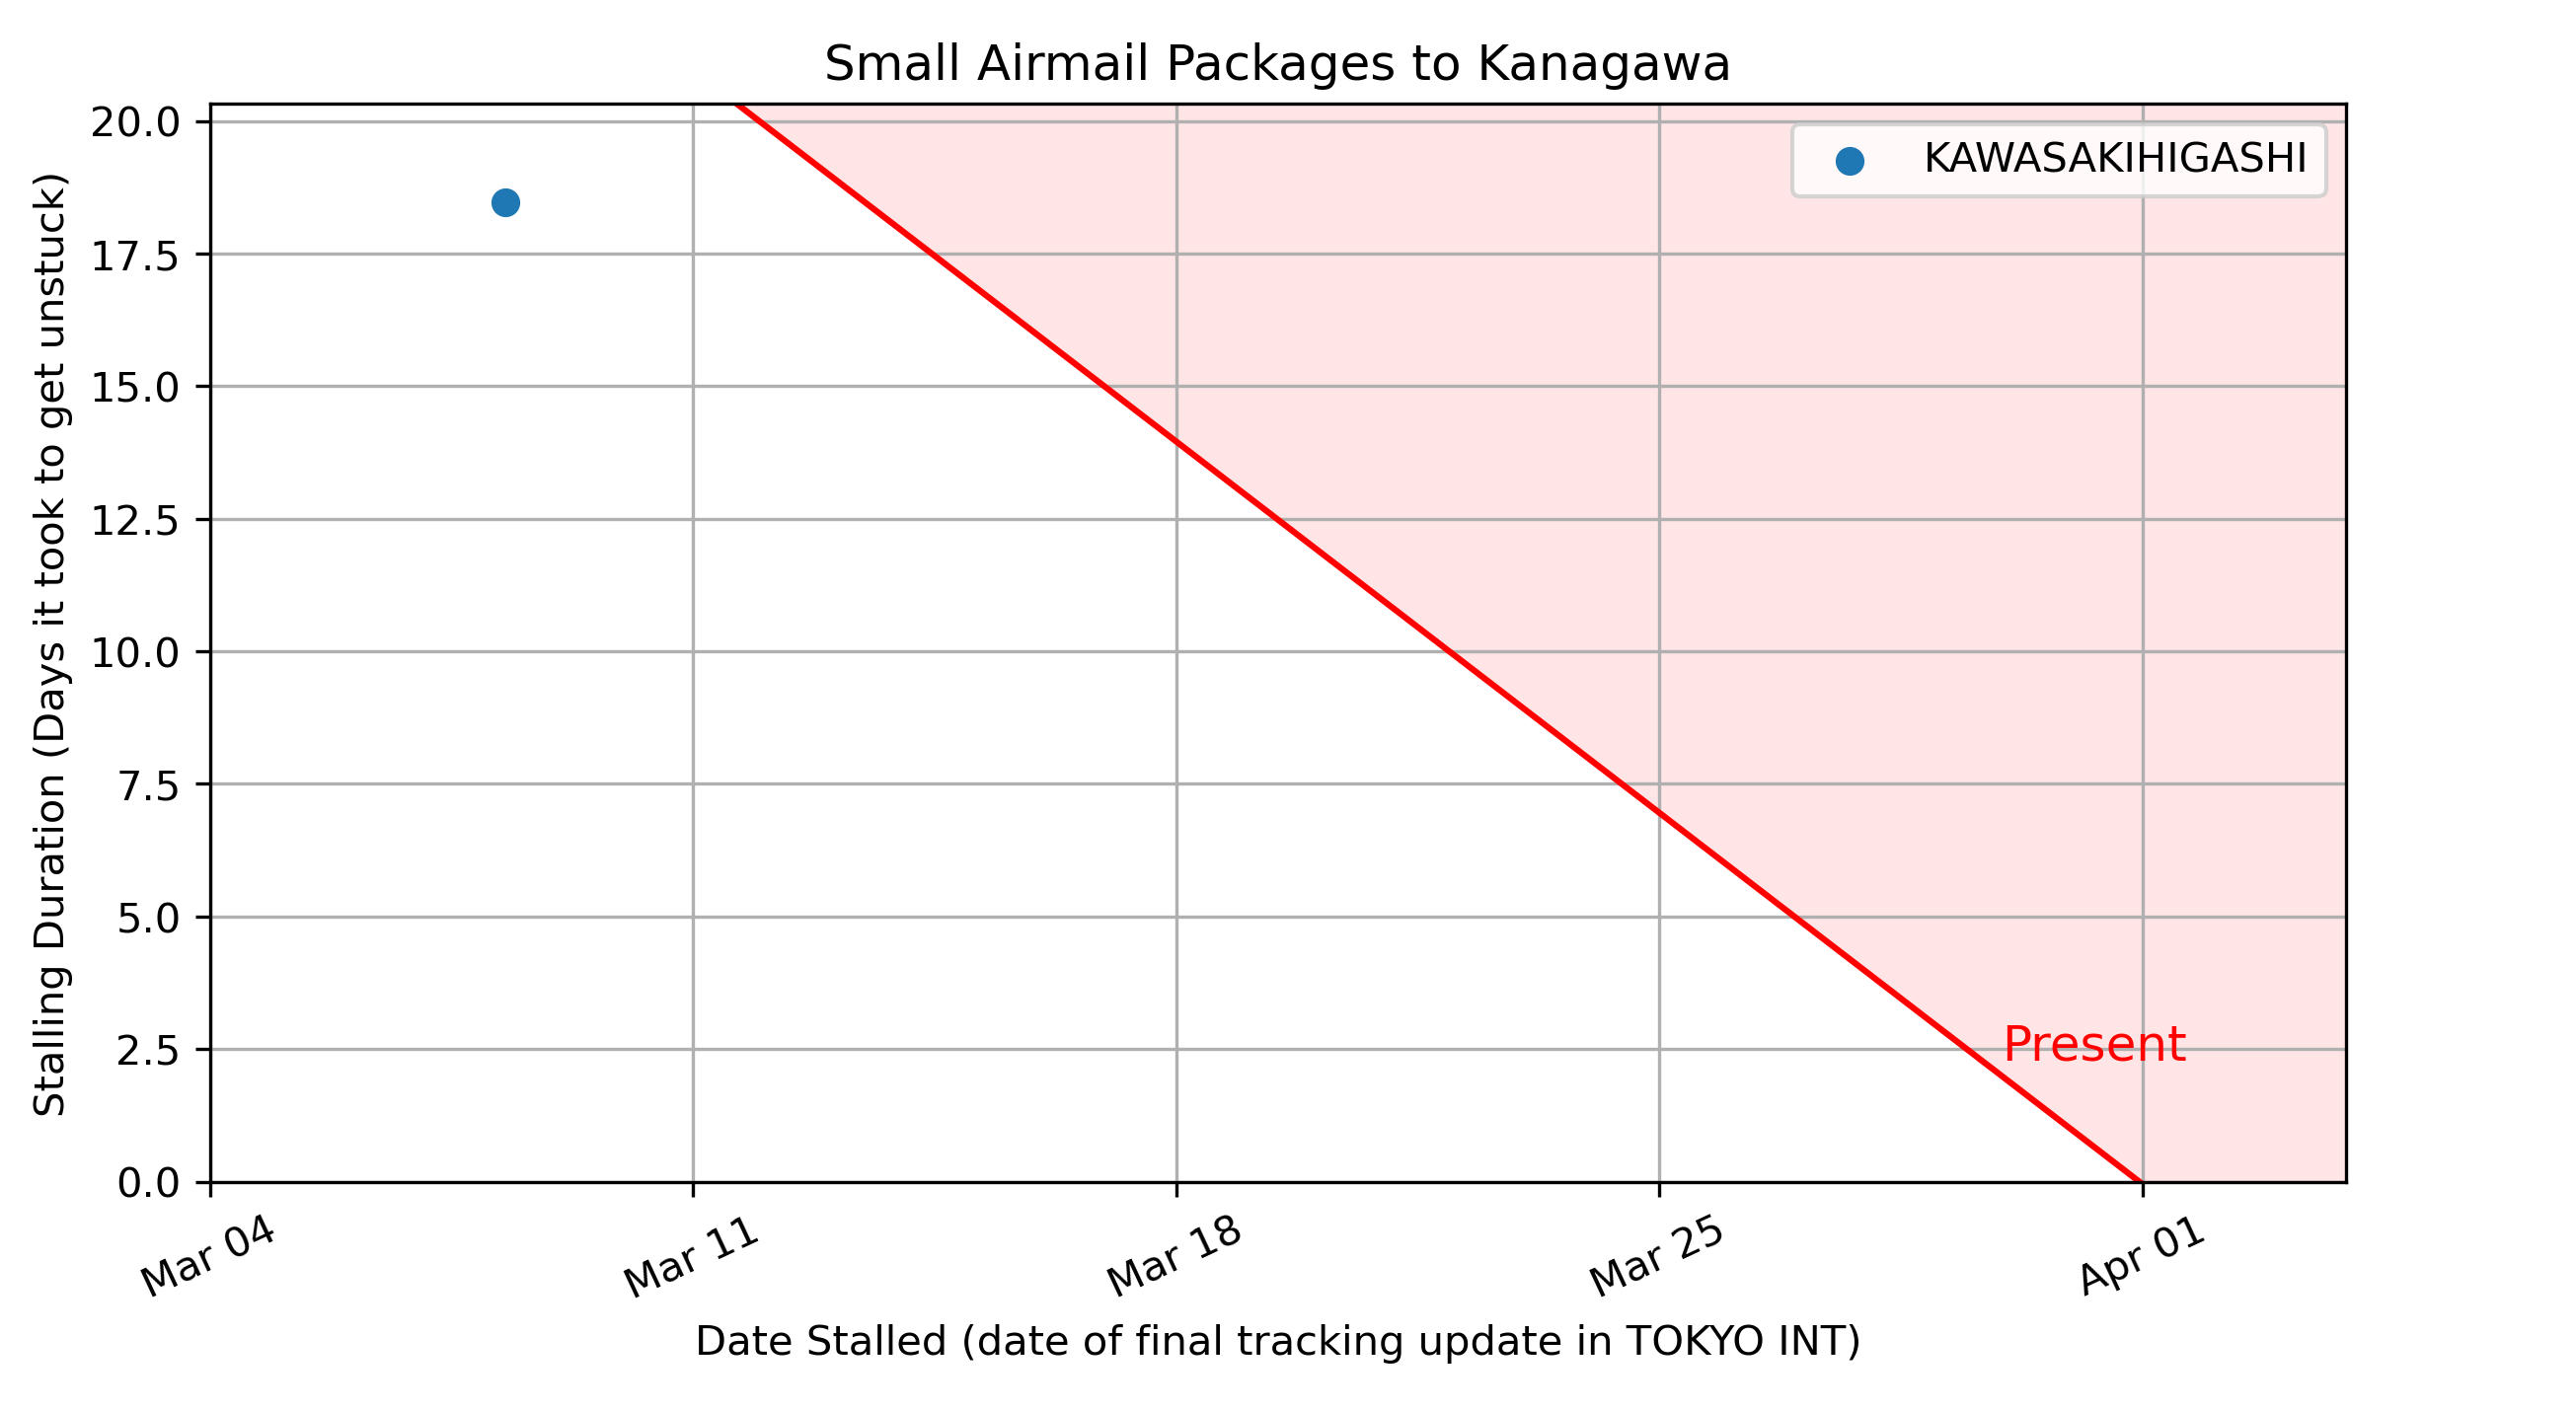 Small Airmail Packages to Kanagawa
KAWASAKIHIGASHI
Stalling Duration (Days it took to get unstuck)
20.0
17.5
15.0
12.5
10.0
7.5
5.0
2.5
0.0
Present
Mar 04
Mar 11
Mar 18
Mar 25
Apr 01
Date Stalled (date of final tracking update in TOKYO INT)